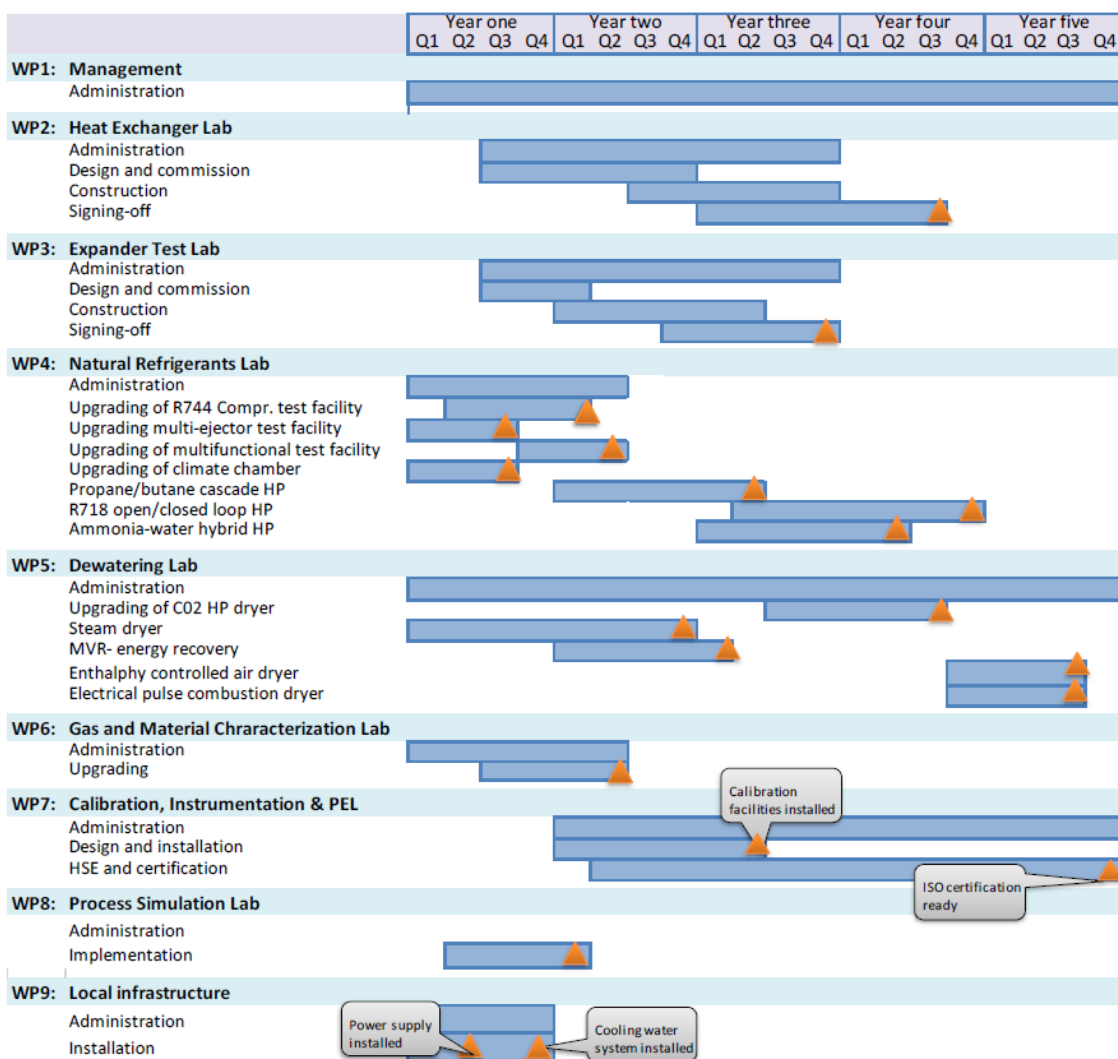 Year one Year two Year three Year four Year five
Q1 Q2 Q3 Q4 Q1 Q2 Q3 Q4 Q1 Q2 Q3 Q4 Q1 Q2 Q3 Q4 Q1 Q2 Q3 Q4
WP1: Management
Administration
WP2: Heat Exchanger Lab
Administration
Design and commission
Construction
Signing-off
WP3: Expander Test Lab
Administration
Design and commission
Construction
Signing-off
WP4: Natural Refrigerants Lab
Administration
Upgrading of R744 Compr. test facility
Upgrading multi-ejector test facility
Upgrading of multifunctional test facility
Upgrading of climate chamber
Propane/butane cascade HP
R718 open/closed loop HP
Ammonia-water hybrid HP
WP5: Dewatering Lab
Administration
Upgrading of C02 HP dryer
Steam dryer
MVR- energy recovery
Enthalphy controlled air dryer
Electrical pulse combustion dryer
WP6: Gas and Material Chraracterization Lab
Administration
Upgrading
WP7: Calibration, Instrumentation & PEL
Calibration
facilities installed
Administration
Design and installation
HSE and certification
ISO certification
ready
WP8: Process Simulation Lab
Administration
Implementation
WP9: Local infrastructure
Administration
Installation
Power supply
installed
Cooling water
system installed